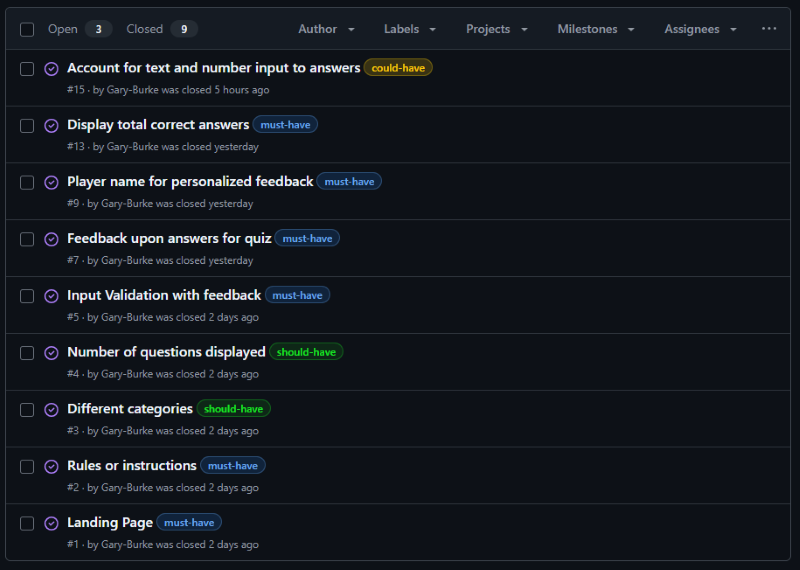 Open 3 Closed 9 Author Labels Projects Milestones Assignees ...
Account for text and number input to answers could-have
#15 · by Gary-Burke was closed 5 hours ago
Display total correct answers must-have
#13 · by Gary-Burke was closed yesterday
Player name for personalized feedback must-have
#9 · by Gary-Burke was closed yesterday
Feedback upon answers for quiz must-have
#7 · by Gary-Burke was closed yesterday
Input Validation with feedback must-have
#5 · by Gary-Burke was closed 2 days ago
Number of questions displayed should-have
#4 · by Gary-Burke was closed 2 days ago
Different categories should-have
#3 · by Gary-Burke was closed 2 days ago
Rules or instructions must-have
#2 · by Gary-Burke was closed 2 days ago
Landing Page must-have
#1 · by Gary-Burke was closed 2 days ago